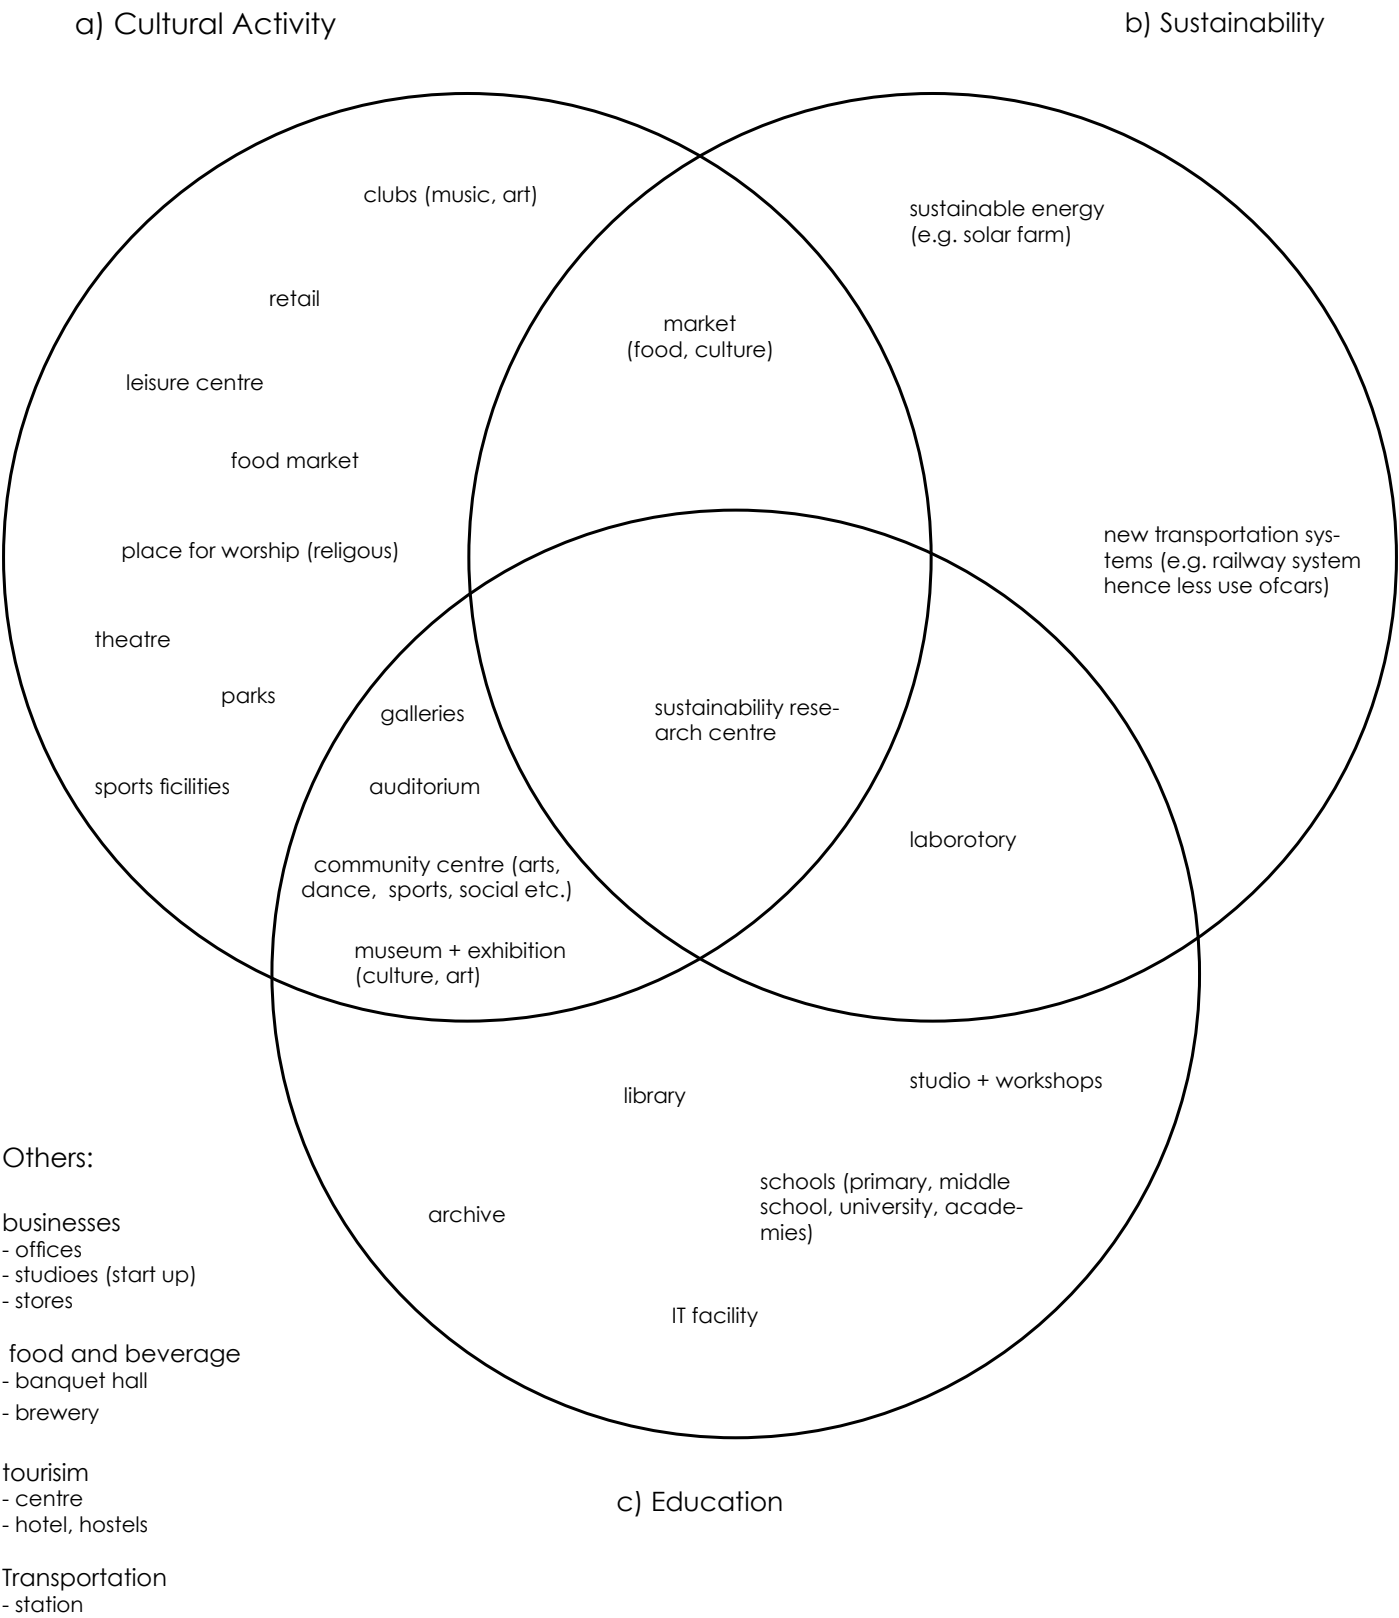 a) Cultural Activity
b) Sustainability
clubs (music, art)
sustainable energy
(e.g. solar farm)
retail
market
(food, culture)
leisure centre
food market
place for worship (religous)
new transportation sys-
tems (e.g. railway system
hence less use ofcars)
theatre
parks
galleries
sustainability rese-
arch centre
sports ficilities
auditorium
laborotory
community centre (arts,
dance,  sports, social etc.)
museum + exhibition
(culture, art)
library
studio + workshops
archive
schools (primary, middle
school, university, acade-
mies)
IT facility
c) Education
Others:
businesses
- offices
- studioes (start up)
- stores
food and beverage
- banquet hall
- brewery
tourisim
- centre
- hotel, hostels
Transportation
- station